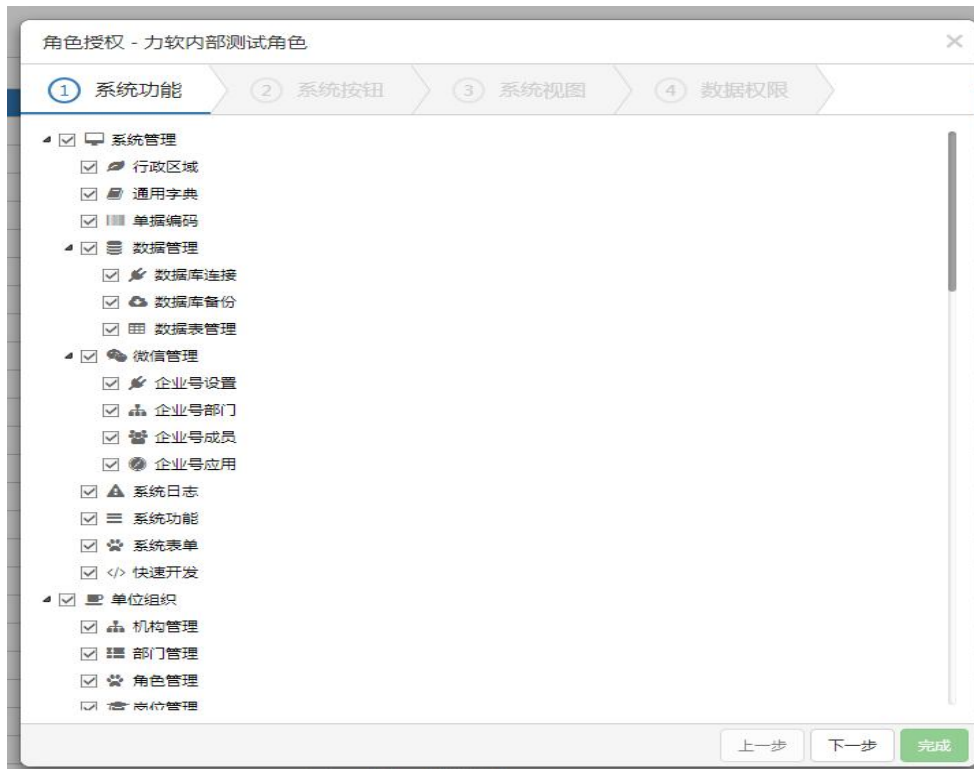 角色授权 - 力软内部测试角色
1 系统功能 2 系统按钮 3 系统视图 4 数据权限
系统管理
行政区域
通用字典
单据编码
数据管理
数据库连接
数据库备份
数据表管理
微信管理
企业号设置
企业号部门
企业号成员
企业号应用
系统日志
系统功能
系统表单
快速开发
单位组织
机构管理
部门管理
角色管理
岗位管理
上一步 下一步 完成